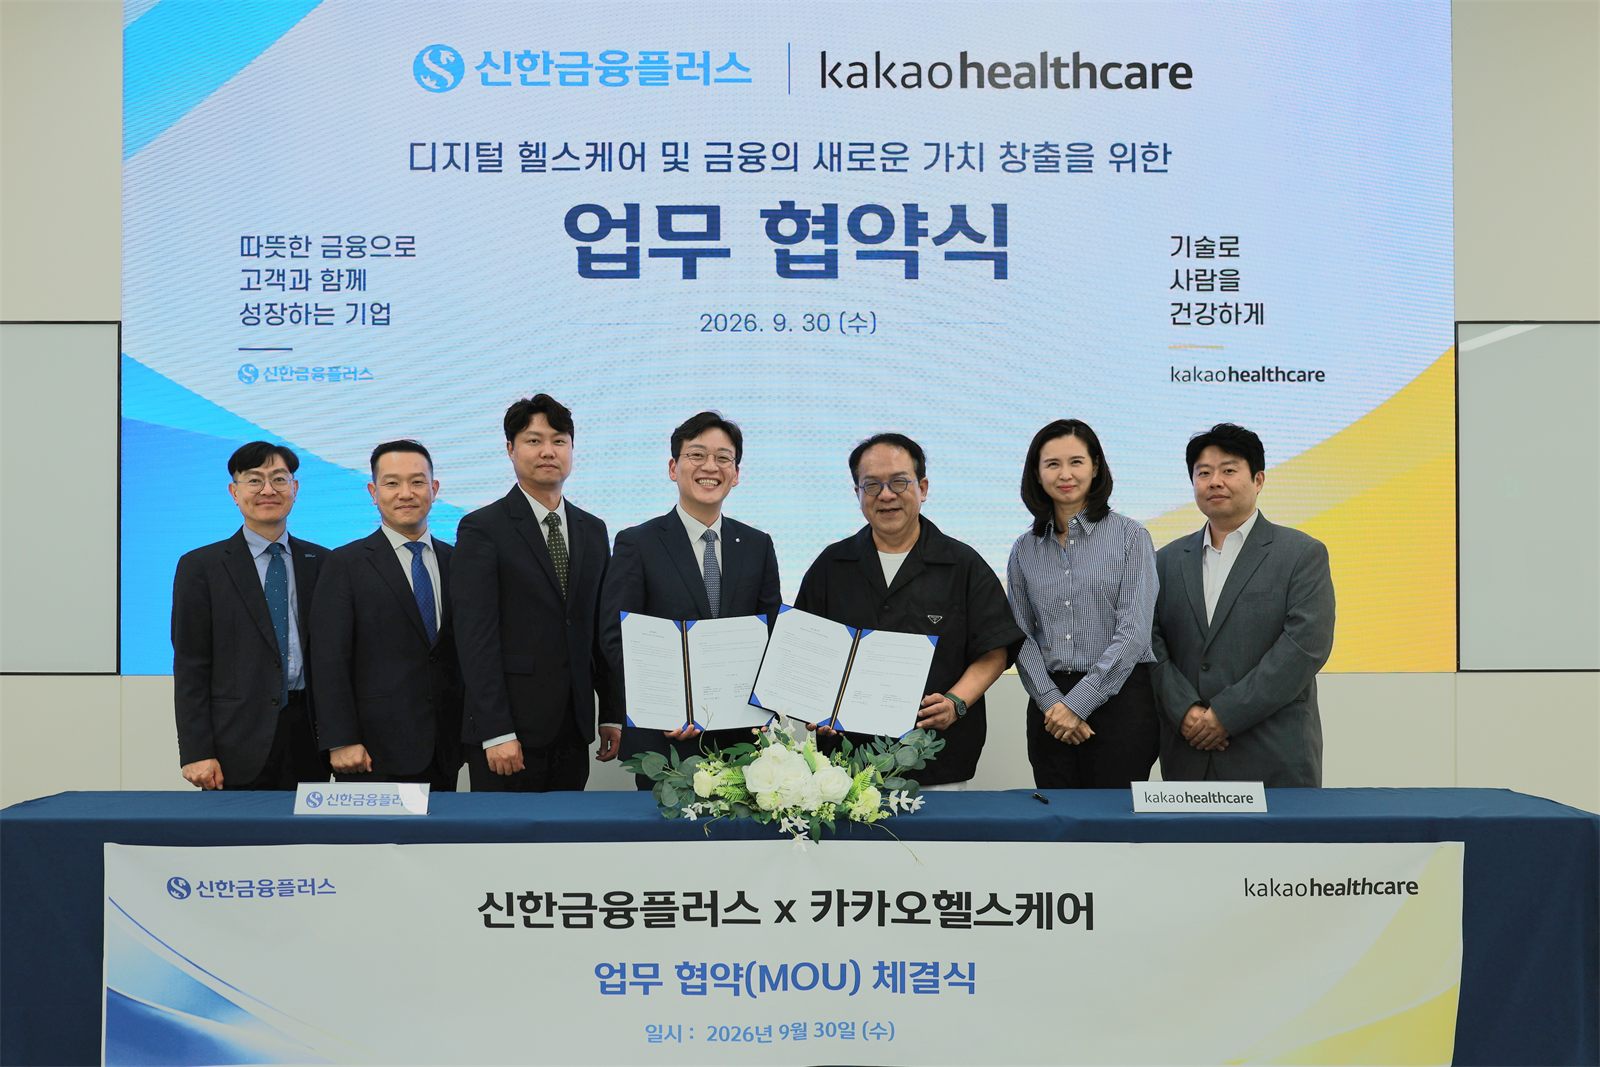 신한금융플러스 | kakaohealthcare
디지털 헬스케어 및 금융의 새로운 가치 창출을 위한
업무 협약식
2026. 9. 30 (수)
따뜻한 금융으로
고객과 함께
성장하는 기업
신한금융플러스
기술로
사람을
건강하게
kakaohealthcare
신한금융플러
kakaohealthcare
신한금융플러스
kakaohealthcare
신한금융플러스 x 카카오헬스케어
업무 협약(MOU) 체결식
일시 : 2026년 9월 30일 (수)